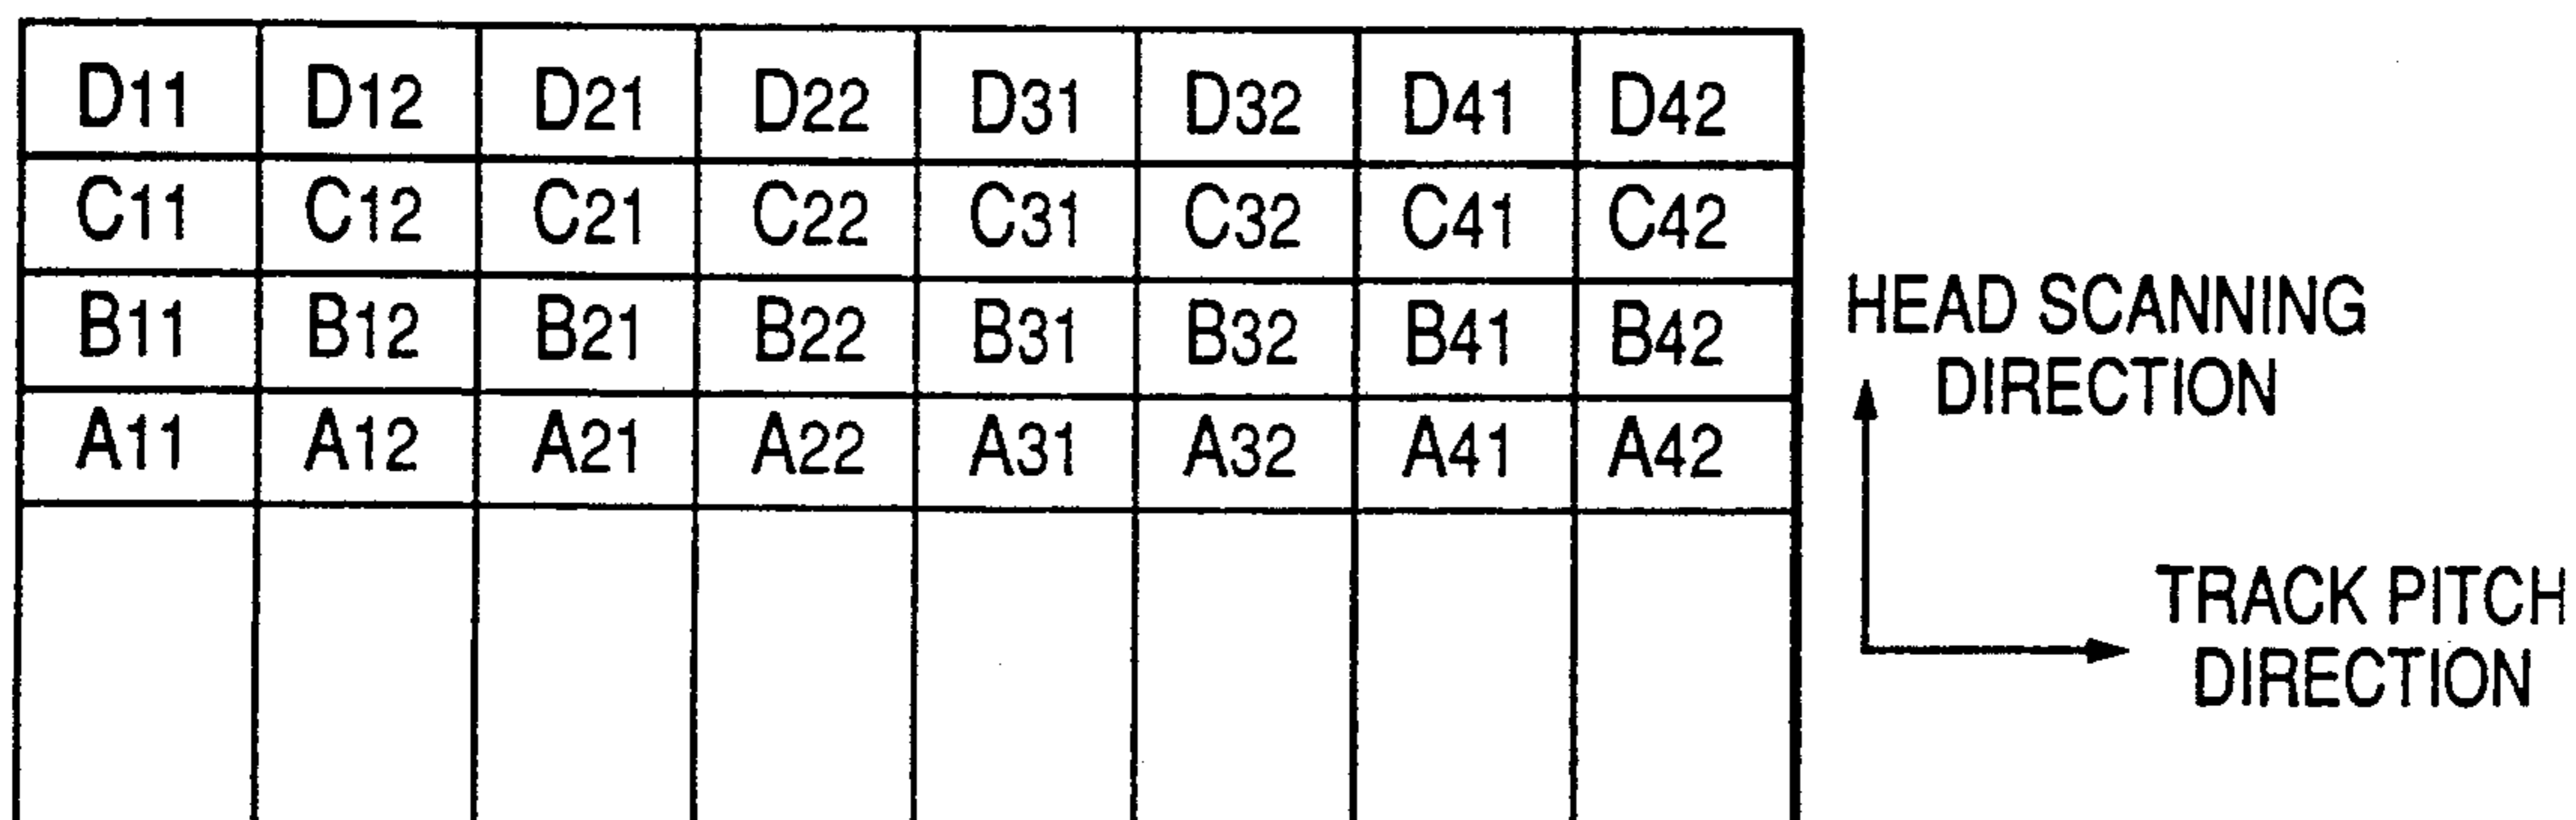 D11 D12 D21 D22 D31 D32 D41 D42
C11 C12 C21 C22 C31 C32 C41 C42
B11 B12 B21 B22 B31 B32 B41 B42
A11 A12 A21 A22 A31 A32 A41 A42
HEAD SCANNING
DIRECTION
TRACK PITCH
DIRECTION